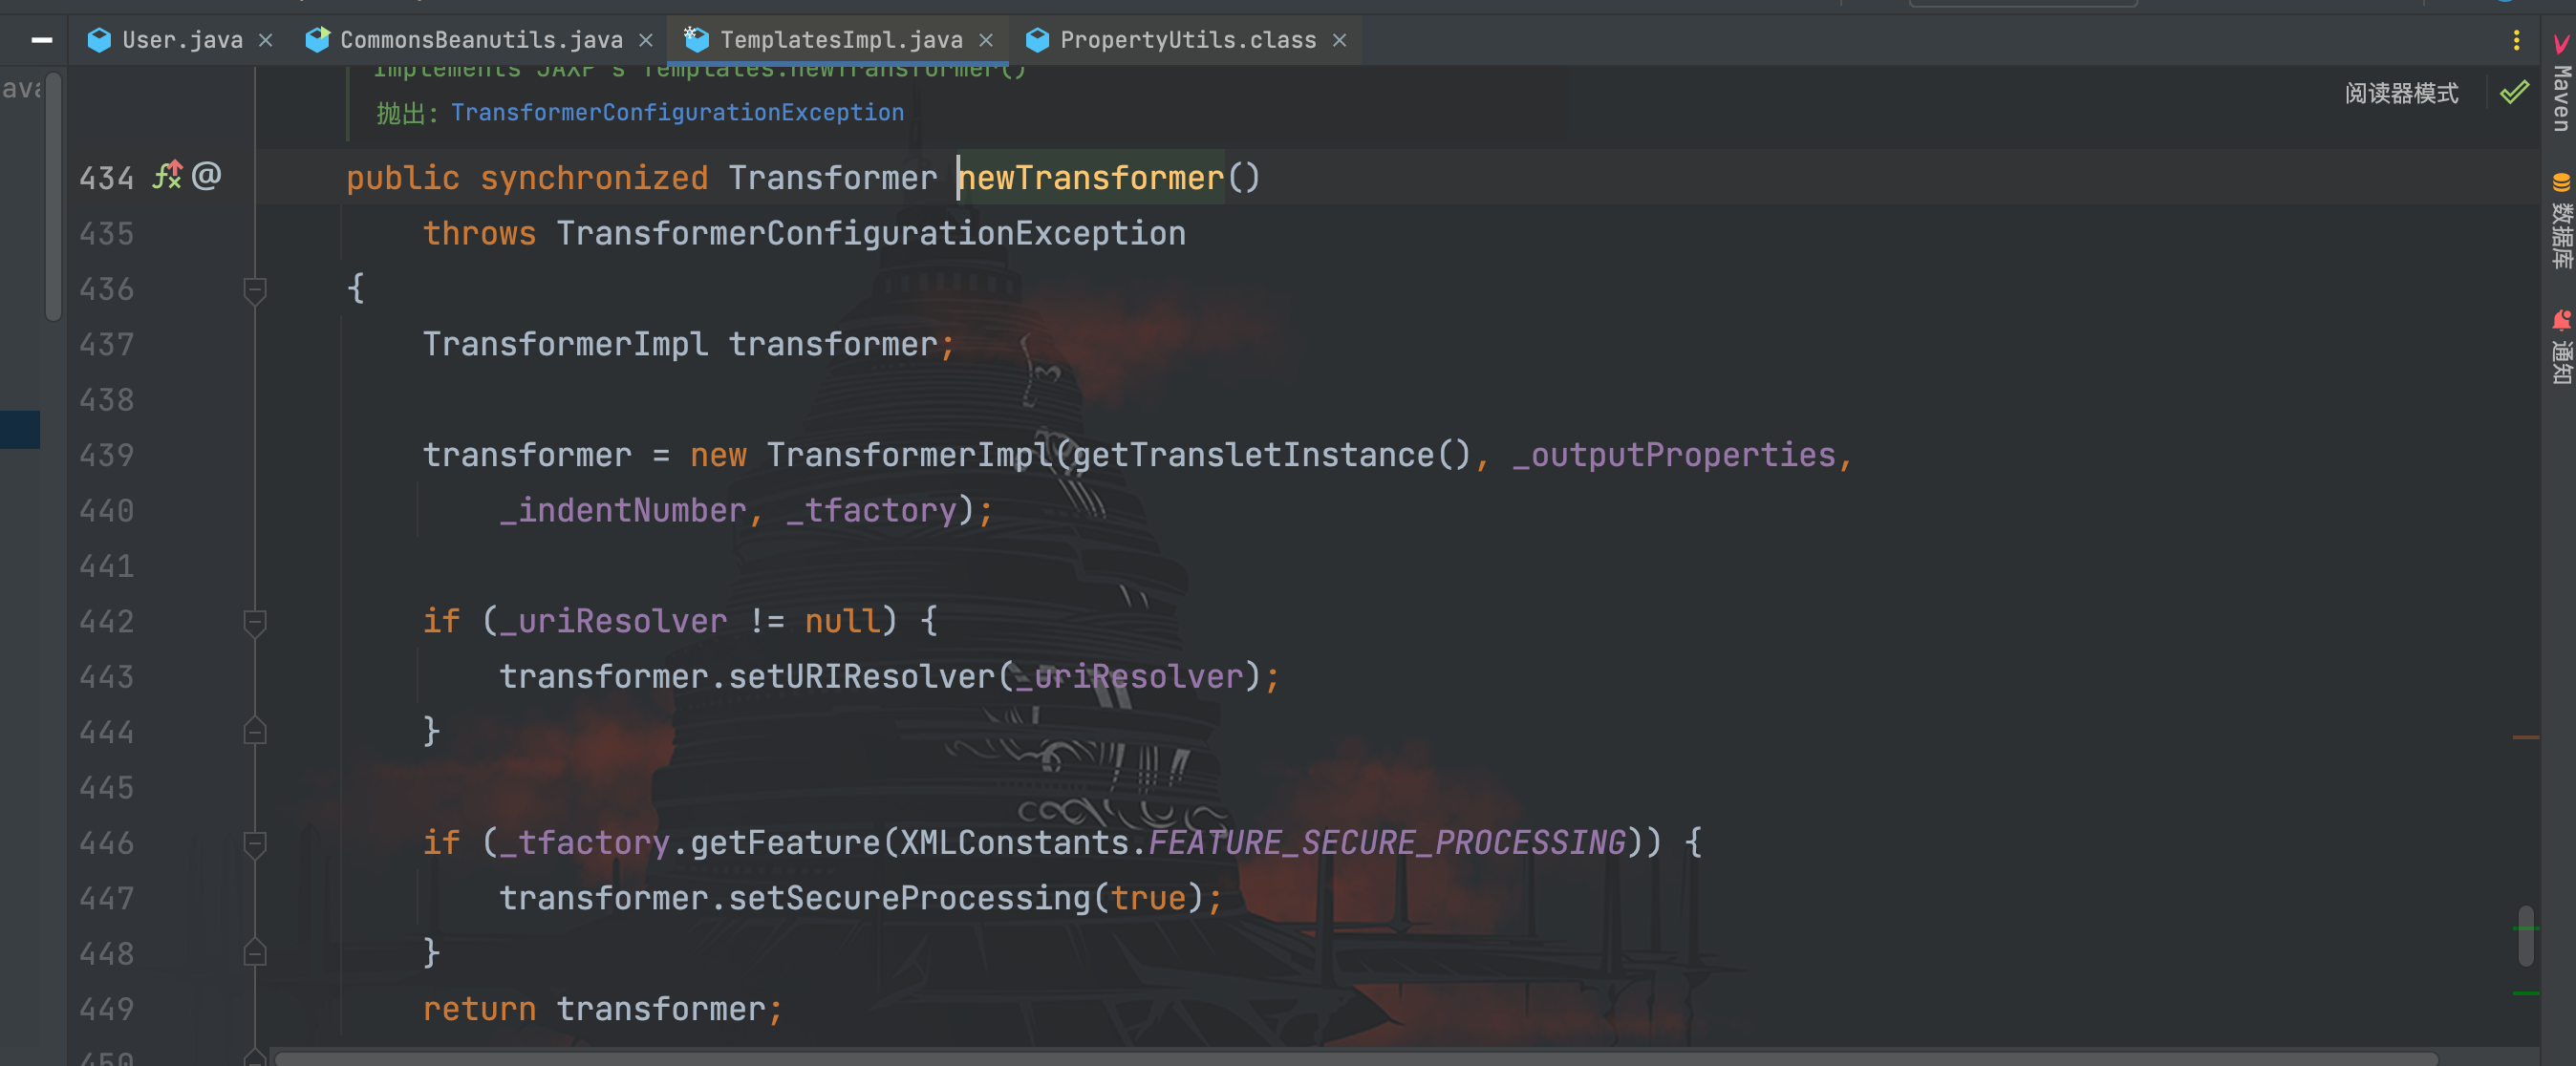 User.java CommonsBeanutils.java TemplatesImpl.java PropertyUtils.class
Implements JAXP's Templates.newTransformer()
抛出: TransformerConfigurationException
阅读器模式
434 @ public synchronized Transformer newTransformer()
435 throws TransformerConfigurationException
436 {
437 TransformerImpl transformer;
438
439 transformer = new TransformerImpl(getTransletInstance(), _outputProperties,
440 _indentNumber, _tfactory);
441
442 if (_uriResolver != null) {
443 transformer.setURIResolver(_uriResolver);
444 }
445
446 if (_tfactory.getFeature(XMLConstants.FEATURE_SECURE_PROCESSING)) {
447 transformer.setSecureProcessing(true);
448 }
449 return transformer;
450
Maven
数据库
通知